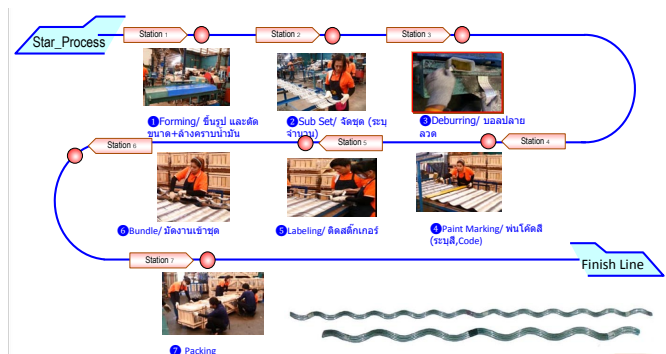 Star_Process
Station 1
Station 2
Station 3
❶Forming/ ขึ้นรูป และตัด
ขนาด+ล้างคราบน้ำมัน
❷Sub Set/ จัดชุด (ระบุ
จำนวน)
❸Deburring/ บอลปลาย
ลวด
Station 6
Station 5
Station 4
❻Bundle/ มัดงานเข้าชุด
❺Labeling/ ติดสติ๊กเกอร์
❹Paint Marking/ พ่นโค๊ดสี
(ระบุสี,Code)
Station 7
Finish Line
❼ Packing